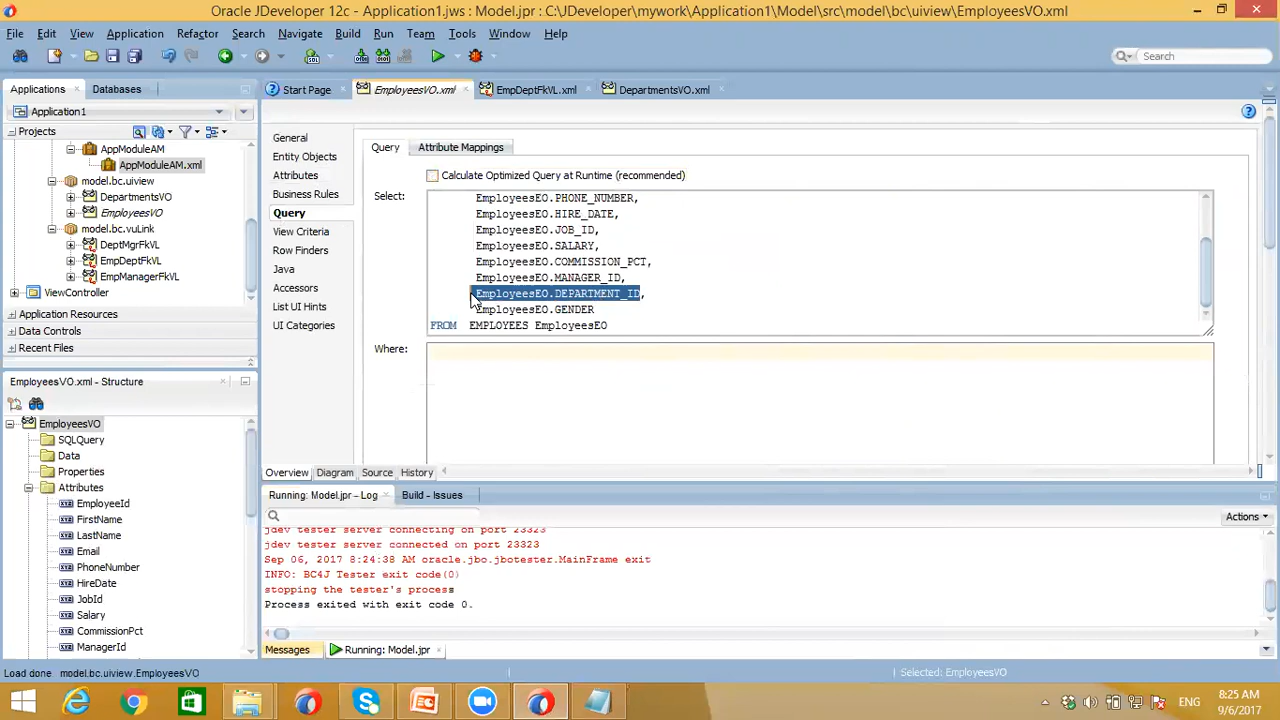 Oracle JDeveloper 12c - Application1.jws : Model.jpr : C:\JDeveloper\mywork\Application1\Model\src\model\bc\uiview\EmployeesVO.xml
File Edit View Application Refactor Search Navigate Build Run Team Tools Window Help
Search
Applications Databases
Start Page EmployeesVO.xml EmpDeptFkVL.xml DepartmentsVO.xml
Application1
Projects
AppModuleAM
AppModuleAM.xml
model.bc.uiview
DepartmentsVO
EmployeesVO
model.bc.vuLink
DeptMgrFkVL
EmpDeptFkVL
EmpManagerFkVL
ViewController
Application Resources
Data Controls
Recent Files
General
Entity Objects
Attributes
Business Rules
Query
View Criteria
Row Finders
Java
Accessors
List UI Hints
UI Categories
Query Attribute Mappings
Calculate Optimized Query at Runtime (recommended)
Select:
EmployeesEO.PHONE_NUMBER,
EmployeesEO.HIRE_DATE,
EmployeesEO.JOB_ID,
EmployeesEO.SALARY,
EmployeesEO.COMMISSION_PCT,
EmployeesEO.MANAGER_ID,
EmployeesEO.DEPARTMENT_ID,
EmployeesEO.GENDER
FROM EMPLOYEES EmployeesEO
Where:
Overview Diagram Source History
EmployeesVO.xml - Structure
EmployeesVO
SQLQuery
Data
Properties
Attributes
EmployeeId
FirstName
LastName
Email
PhoneNumber
HireDate
JobId
Salary
CommissionPct
ManagerId
Running: Model.jpr - Log Build - Issues
Actions
jdev tester server connecting on port 23323
jdev tester server connected on port 23323
Sep 06, 2017 8:24:38 AM oracle.jbo.jbotester.MainFrame exit
INFO: BC4J Tester exit code(0)
stopping the tester's process
Process exited with exit code 0.
Messages Running: Model.jpr
Load done model.bc.uiview.EmployeesVO Selected: EmployeesVO
ENG
8:25 AM
9/6/2017